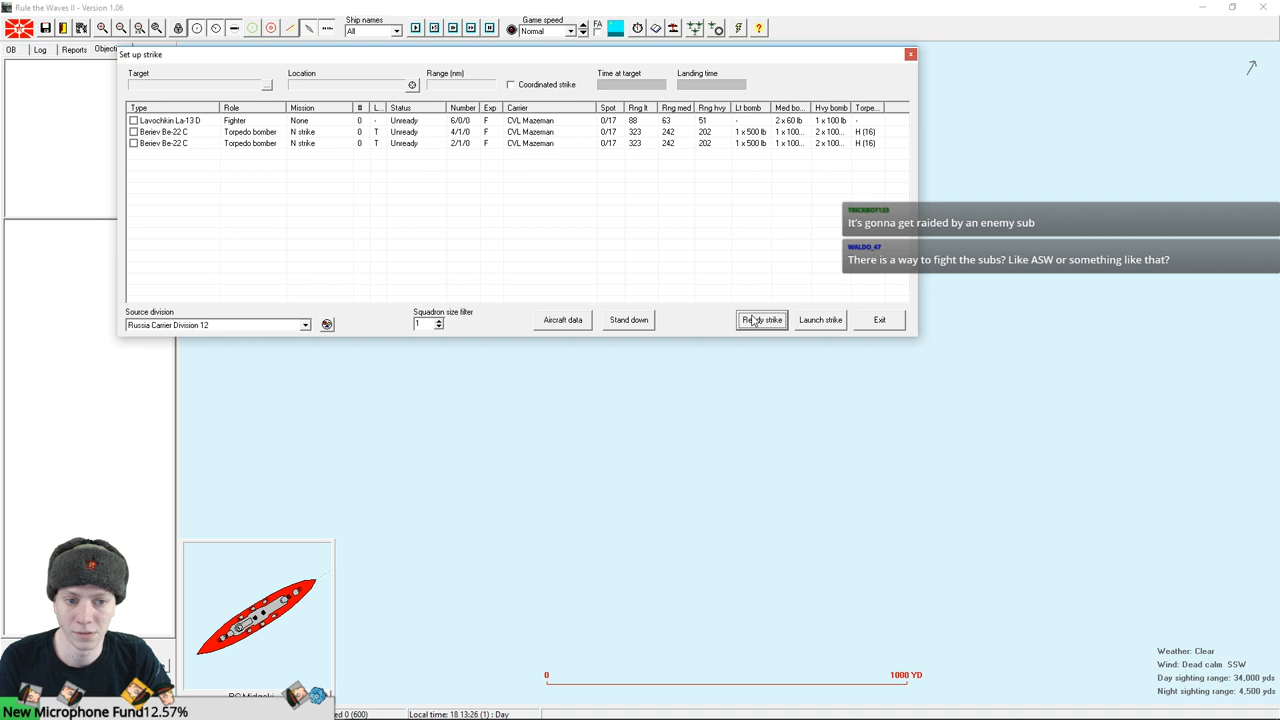 Rule the Waves II - Version 1.06
Ship names
All
Game speed
Normal
FA
OB Log Reports Objecti
Set up strike
Target Location Range (nm) Coordinated strike Time at target Landing time
Type Role Mission # L... Status Number Exp Carrier Spot Rng lt Rng med Rng hvy Lt bomb Med bo... Hvy bomb Torpe...
Lavochkin La-13 D Fighter None 0 - Unready 6/0/0 F CVL Mazeman 0/17 88 63 51 - 2 x 60 lb 1 x 100 lb -
Beriev Be-22 C Torpedo bomber N strike 0 T Unready 4/1/0 F CVL Mazeman 0/17 323 242 202 1 x 500 lb 1 x 100... 2 x 100... H (16)
Beriev Be-22 C Torpedo bomber N strike 0 T Unready 2/1/0 F CVL Mazeman 0/17 323 242 202 1 x 500 lb 1 x 100... 2 x 100... H (16)
TRICKBOT123
It's gonna get raided by an enemy sub
WALDO_47
There is a way to fight the subs? Like ASW or something like that?
Source division
Russia Carrier Division 12
Squadron size filter
1
Aircraft data Stand down Ready strike Launch strike Exit
0 1000 YD
Weather: Clear
Wind: Dead calm SSW
Day sighting range: 34,000 yds
Night sighting range: 4,500 yds
New Microphone Fund12.57%
ed 0 (600) Local time: 18 13:26 (1) : Day